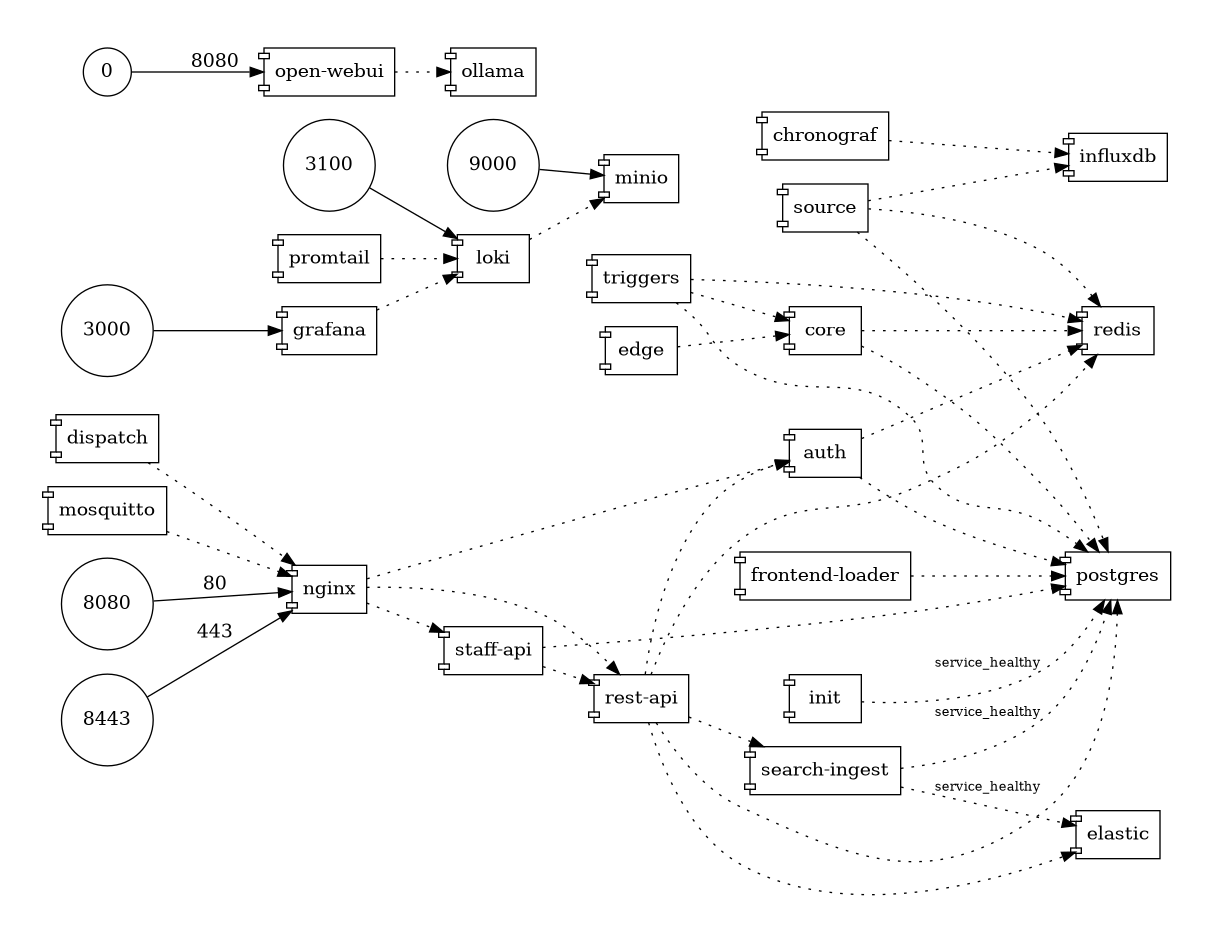 0
8080
open-webui
ollama
chronograf
influxdb
3100
9000
minio
source
promtail
loki
triggers
3000
grafana
edge
core
redis
dispatch
auth
mosquitto
8080
80
nginx
frontend-loader
postgres
443
staff-api
service_healthy
8443
rest-api
init
service_healthy
search-ingest
service_healthy
elastic